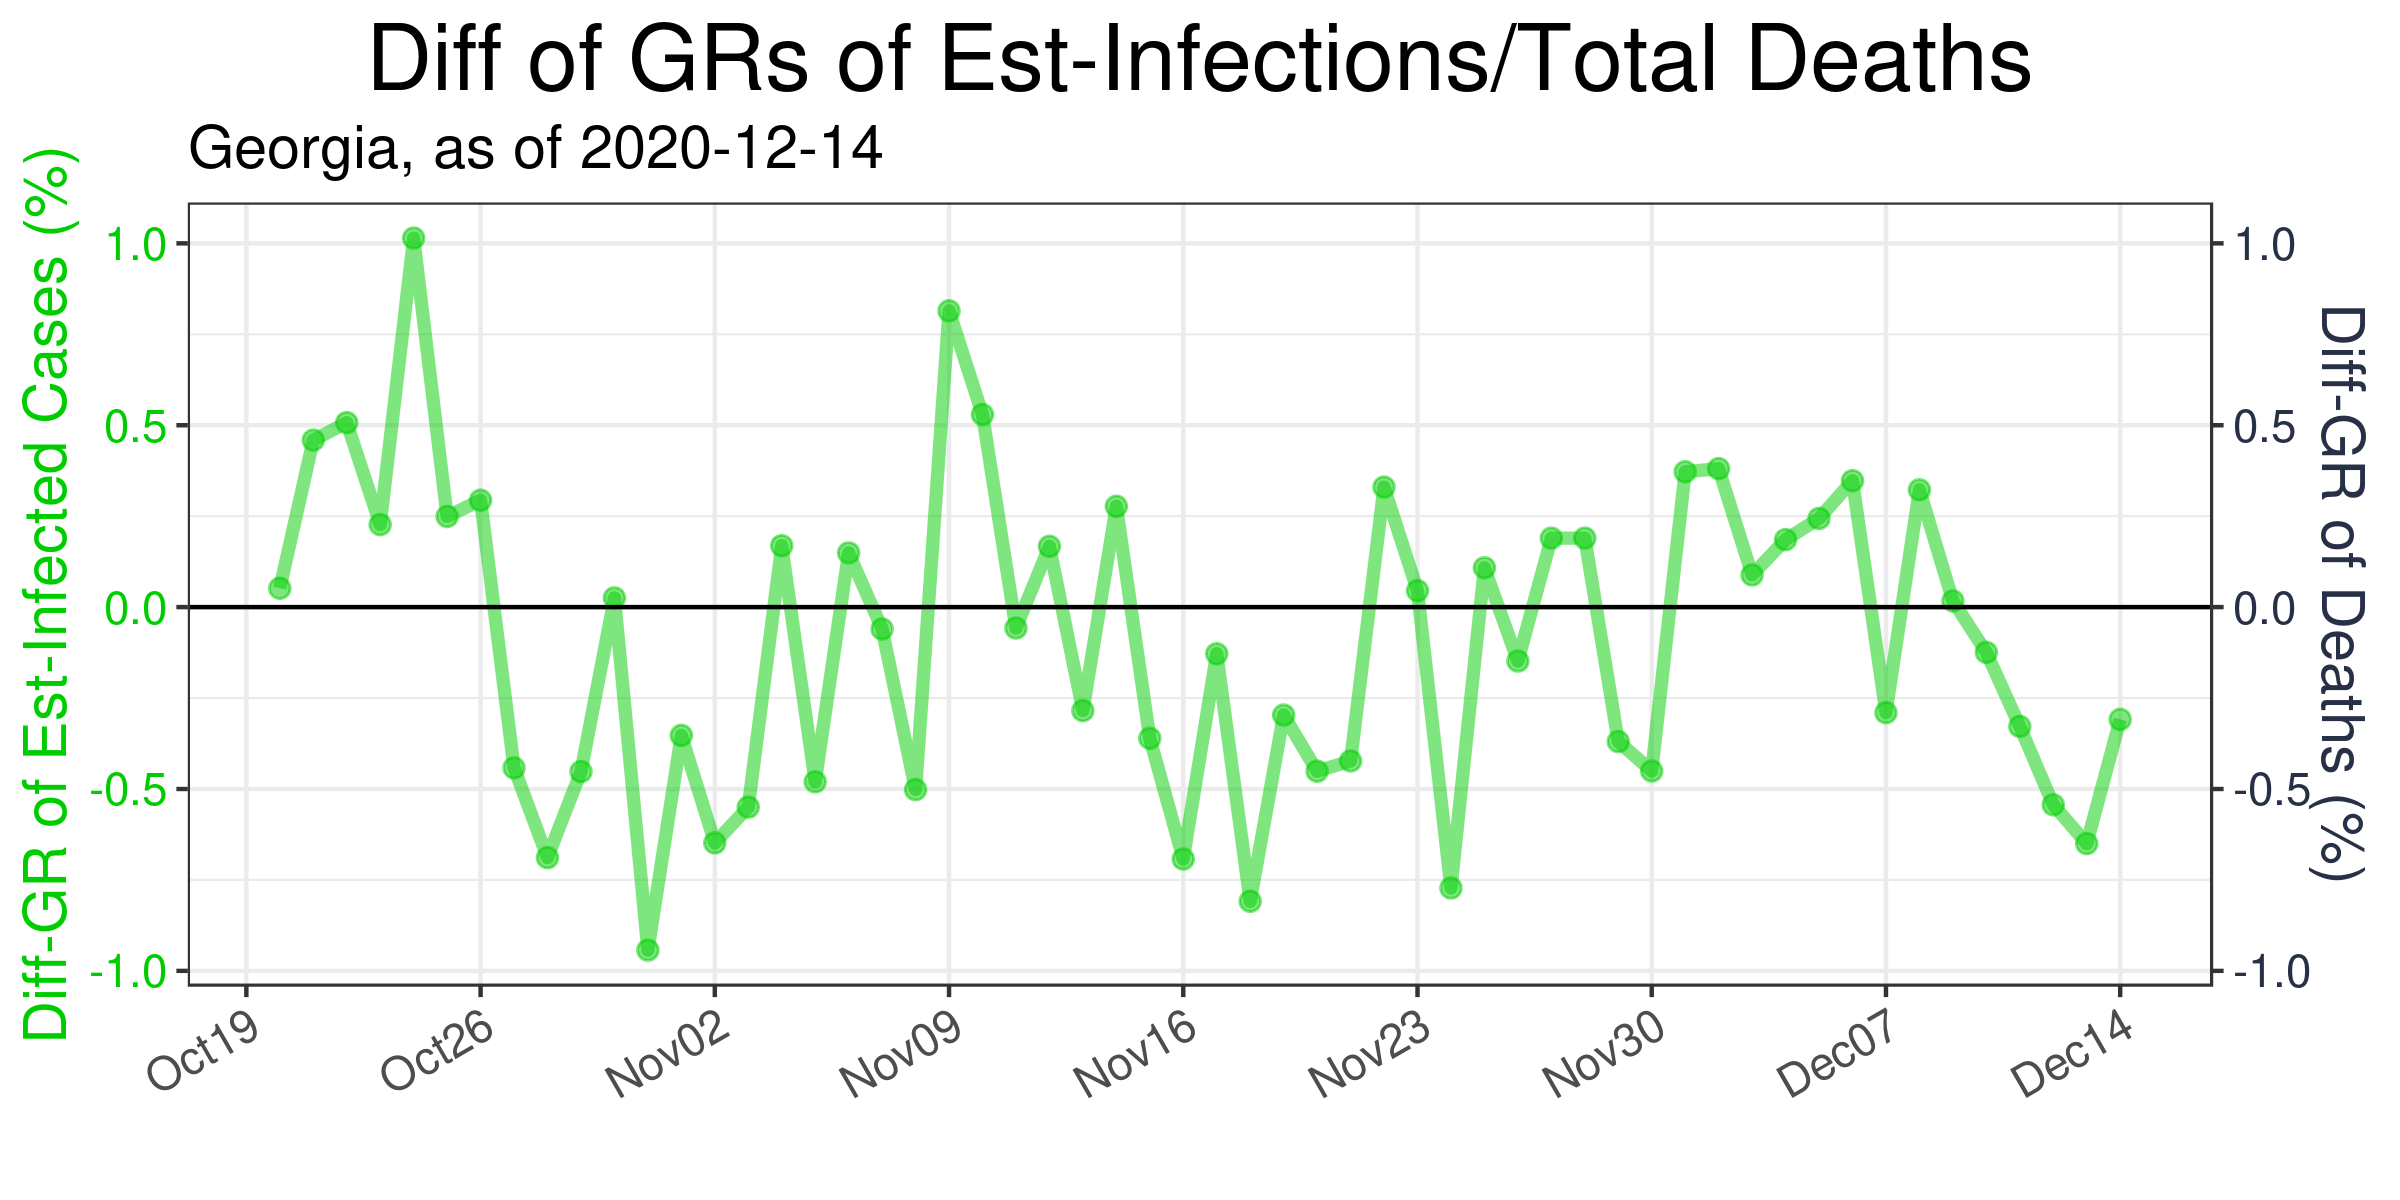 Diff of GRs of Est-Infections/Total Deaths
Georgia, as of 2020-12-14
Diff-GR of Est-Infected Cases (%)
1.0
0.5
0.0
-0.5
-1.0
1.0
0.5
0.0
-0.5
-1.0
Diff-GR of Deaths (%)
Oct19
Oct26
Nov02
Nov09
Nov16
Nov23
Nov30
Dec07
Dec14